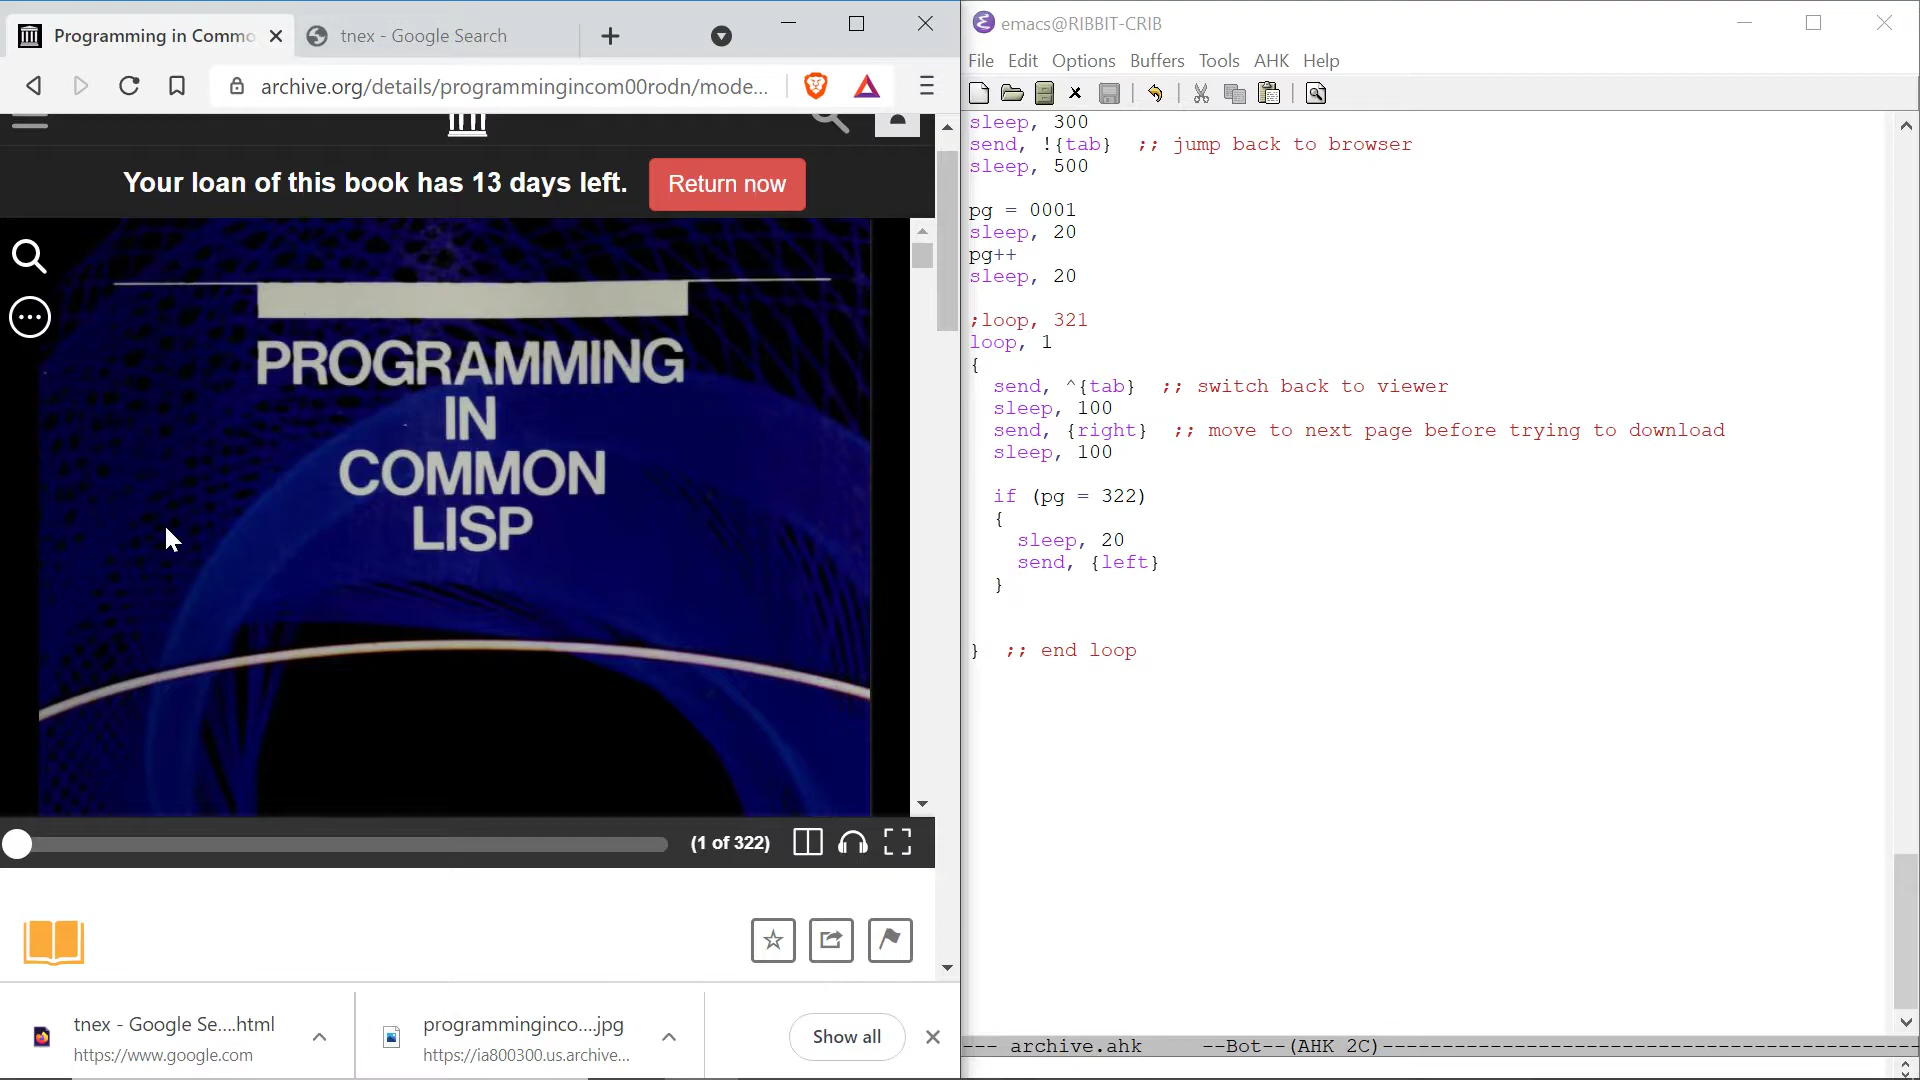 Programming in Commo
tnex - Google Search
archive.org/details/programmingincom00rodn/mode...
Your loan of this book has 13 days left.
Return now
PROGRAMMING
IN
COMMON
LISP
(1 of 322)
tnex - Google Se....html
https://www.google.com
programminginco....jpg
https://ia800300.us.archive...
Show all
emacs@RIBBIT-CRIB
File Edit Options Buffers Tools AHK Help
sleep, 300
send, !{tab}  ;; jump back to browser
sleep, 500
pg = 0001
sleep, 20
pg++
sleep, 20
;loop, 321
loop, 1
{
send, ^{tab}  ;; switch back to viewer
sleep, 100
send, {right}  ;; move to next page before trying to download
sleep, 100
if (pg = 322)
{
sleep, 20
send, {left}
}
}  ;; end loop
--- archive.ahk     --Bot--(AHK 2C)---------------------------------------------